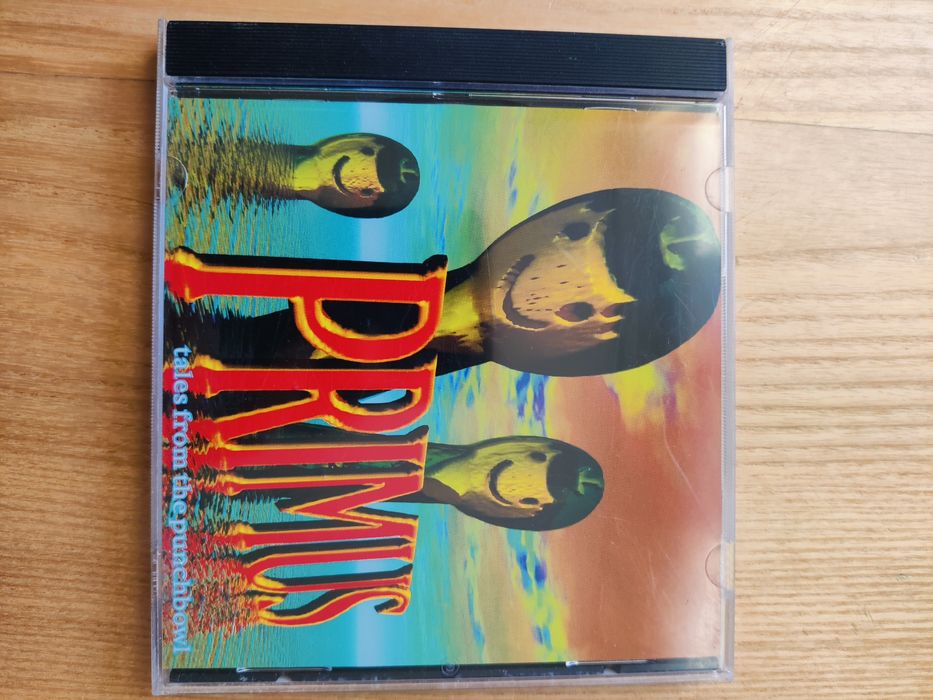 PRIMUS
tales from the punchbowl